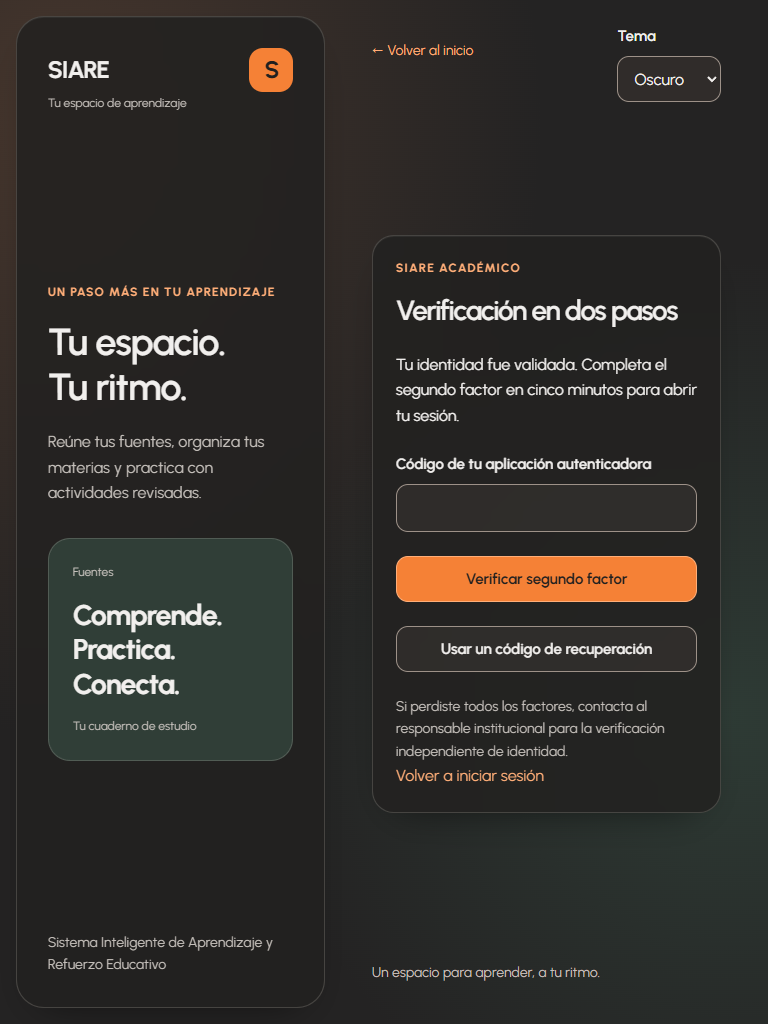 SIARE
S
Tu espacio de aprendizaje
UN PASO MÁS EN TU APRENDIZAJE
Tu espacio.
Tu ritmo.
Reúne tus fuentes, organiza tus
materias y practica con
actividades revisadas.
Fuentes
Comprende.
Practica.
Conecta.
Tu cuaderno de estudio
Sistema Inteligente de Aprendizaje y
Refuerzo Educativo
← Volver al inicio
Tema
Oscuro
SIARE ACADÉMICO
Verificación en dos pasos
Tu identidad fue validada. Completa el
segundo factor en cinco minutos para abrir
tu sesión.
Código de tu aplicación autenticadora
Verificar segundo factor
Usar un código de recuperación
Si perdiste todos los factores, contacta al
responsable institucional para la verificación
independiente de identidad.
Volver a iniciar sesión
Un espacio para aprender, a tu ritmo.